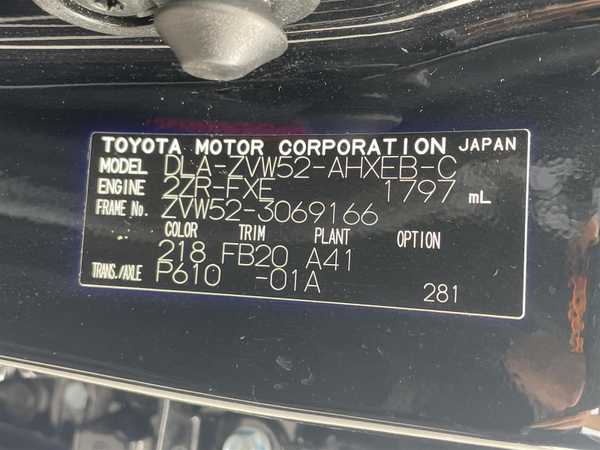 TOYOTA MOTOR CORPORATION JAPAN
MODEL DLA-ZVW52-AHXEB-C
ENGINE 2ZR-FXE 1797 mL
FRAME No. ZVW52-3069166
COLOR TRIM PLANT OPTION
218 FB20 A41
TRANS./AXLE P610 -01A
281